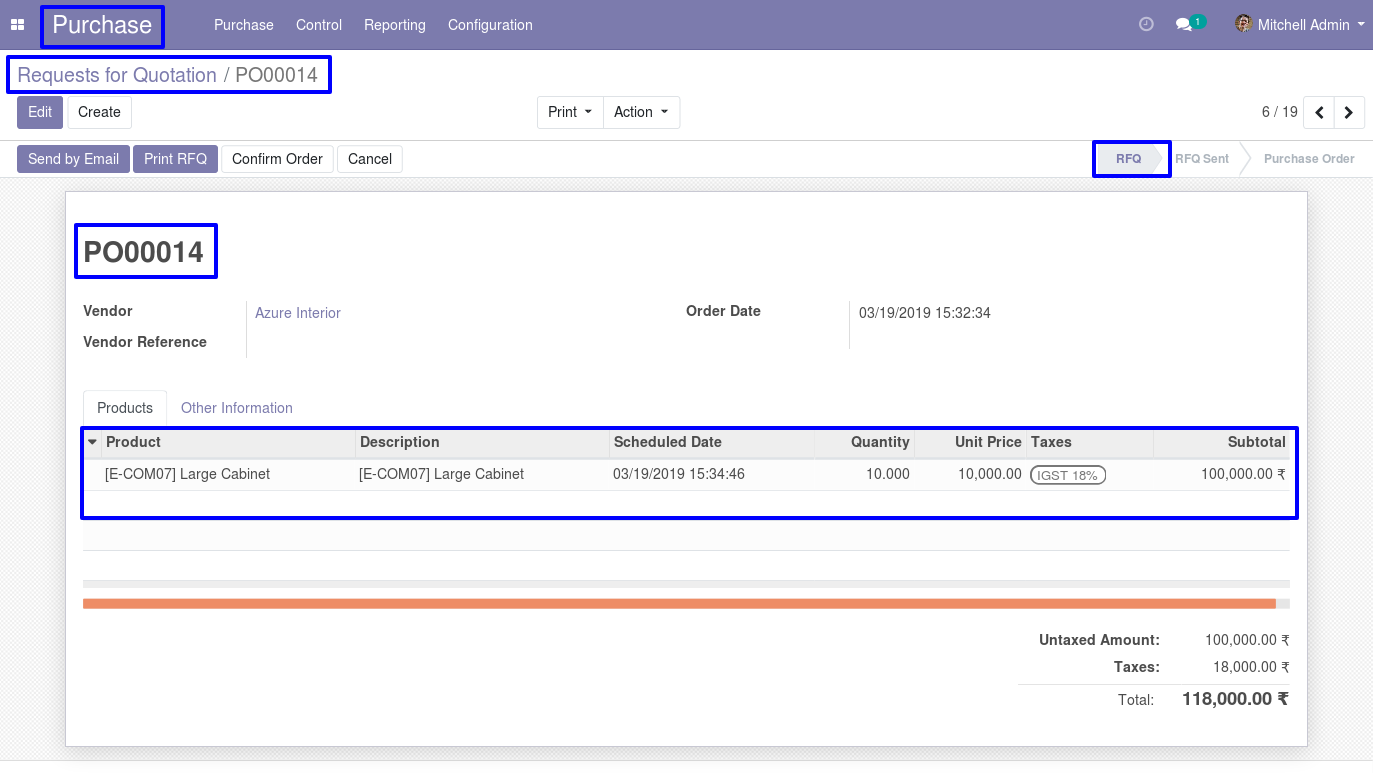 Purchase Purchase Control Reporting Configuration 1 Mitchell Admin
Requests for Quotation / PO00014
Edit Create Print Action 6 / 19
Send by Email Print RFQ Confirm Order Cancel RFQ RFQ Sent Purchase Order
PO00014
Vendor Azure Interior Order Date 03/19/2019 15:32:34
Vendor Reference
Products Other Information
Product Description Scheduled Date Quantity Unit Price Taxes Subtotal
[E-COM07] Large Cabinet [E-COM07] Large Cabinet 03/19/2019 15:34:46 10.000 10,000.00 IGST 18% 100,000.00 ₹
Untaxed Amount: 100,000.00 ₹
Taxes: 18,000.00 ₹
Total: 118,000.00 ₹